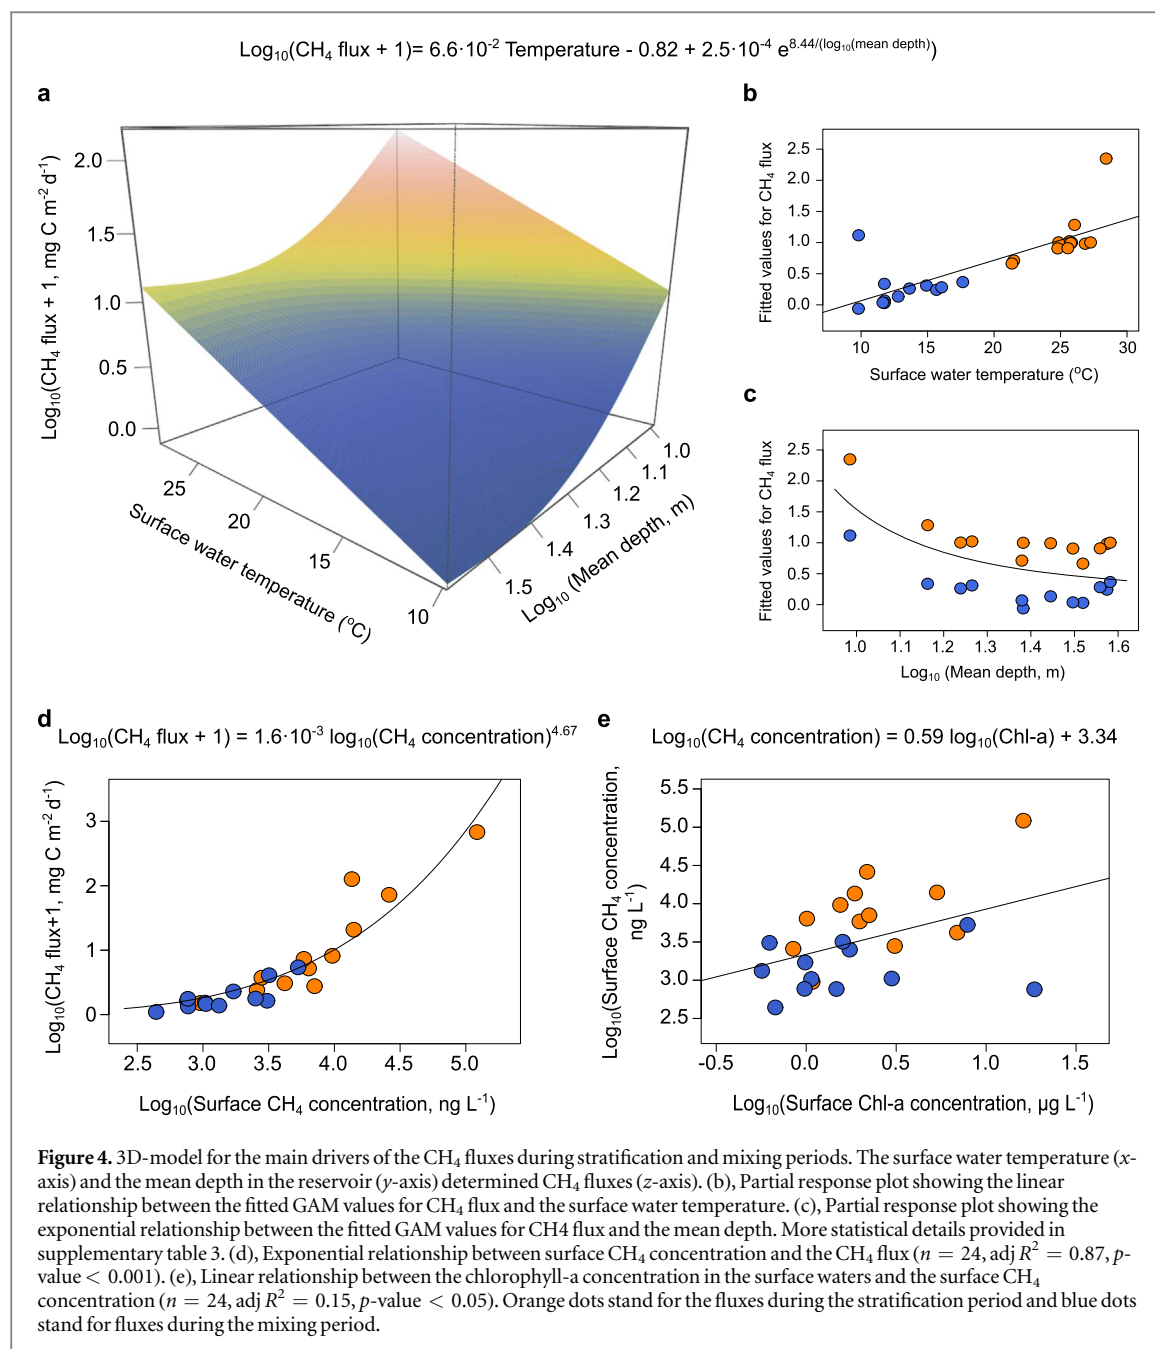 Log₁₀(CH₄ flux + 1)= 6.6·10⁻² Temperature - 0.82 + 2.5·10⁻⁴ e^8.44/(log₁₀(mean depth))
a
Log₁₀(CH₄ flux + 1, mg C m⁻² d⁻¹)
2.0
1.5
1.0
0.5
0.0
25
20
15
10
Surface water temperature (°C)
1.0
1.1
1.2
1.3
1.4
1.5
Log₁₀ (Mean depth, m)
b
Fitted values for CH₄ flux
2.5
2.0
1.5
1.0
0.5
0.0
10 15 20 25 30
Surface water temperature (°C)
c
Fitted values for CH₄ flux
2.5
2.0
1.5
1.0
0.5
0.0
1.0 1.1 1.2 1.3 1.4 1.5 1.6
Log₁₀ (Mean depth, m)
d
Log₁₀(CH₄ flux + 1) = 1.6·10⁻³ log₁₀(CH₄ concentration)⁴·⁶⁷
Log₁₀(CH₄ flux+1, mg C m⁻² d⁻¹)
3
2
1
0
2.5 3.0 3.5 4.0 4.5 5.0
Log₁₀(Surface CH₄ concentration, ng L⁻¹)
e
Log₁₀(CH₄ concentration) = 0.59 log₁₀(Chl-a) + 3.34
Log₁₀(Surface CH₄ concentration,
ng L⁻¹)
5.5
5.0
4.5
4.0
3.5
3.0
2.5
-0.5 0.0 0.5 1.0 1.5
Log₁₀(Surface Chl-a concentration, µg L⁻¹)
Figure 4. 3D-model for the main drivers of the CH₄ fluxes during stratification and mixing periods. The surface water temperature (x-
axis) and the mean depth in the reservoir (y-axis) determined CH₄ fluxes (z-axis). (b), Partial response plot showing the linear
relationship between the fitted GAM values for CH₄ flux and the surface water temperature. (c), Partial response plot showing the
exponential relationship between the fitted GAM values for CH4 flux and the mean depth. More statistical details provided in
supplementary table 3. (d), Exponential relationship between surface CH₄ concentration and the CH₄ flux (n = 24, adj R² = 0.87, p-
value < 0.001). (e), Linear relationship between the chlorophyll-a concentration in the surface waters and the surface CH₄
concentration (n = 24, adj R² = 0.15, p-value < 0.05). Orange dots stand for the fluxes during the stratification period and blue dots
stand for fluxes during the mixing period.